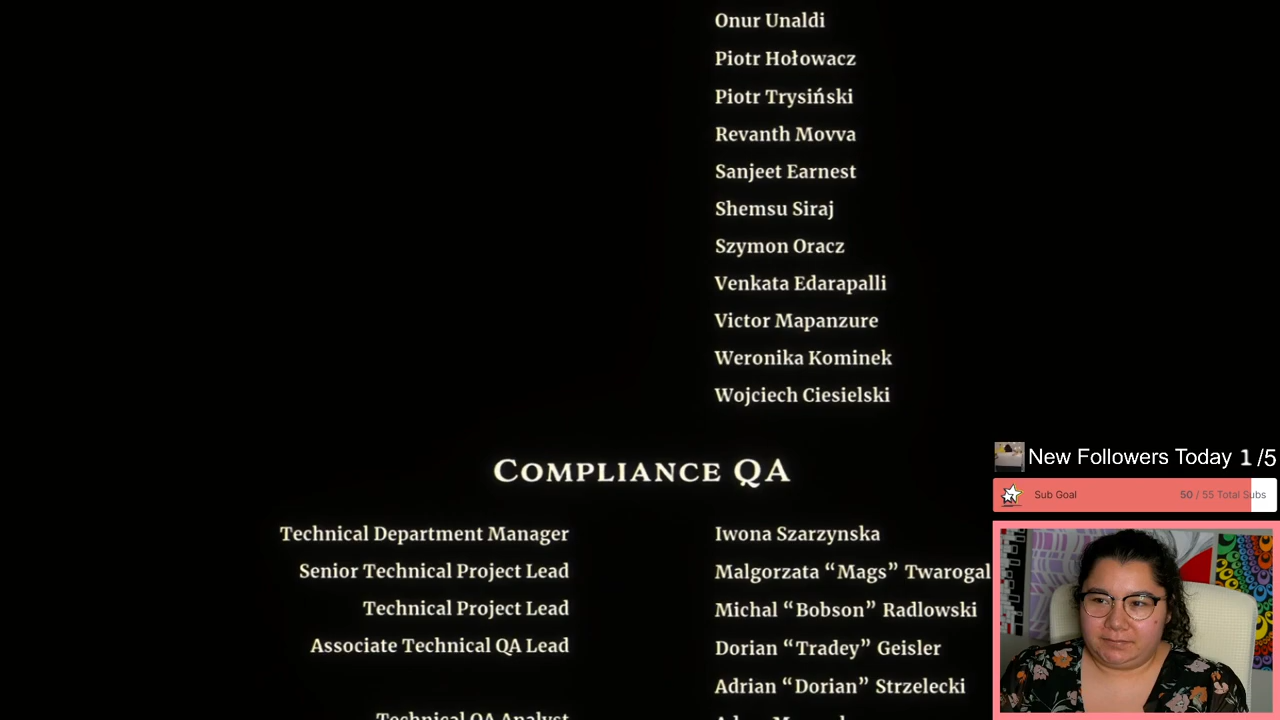 Onur Unaldi
Piotr Hołowacz
Piotr Trysiński
Revanth Movva
Sanjeet Earnest
Shemsu Siraj
Szymon Oracz
Venkata Edarapalli
Victor Mapanzure
Weronika Kominek
Wojciech Ciesielski
COMPLIANCE QA
Technical Department Manager Iwona Szarzynska
Senior Technical Project Lead Malgorzata “Mags” Twarogal
Technical Project Lead Michal “Bobson” Radlowski
Associate Technical QA Lead Dorian “Tradey” Geisler
Adrian “Dorian” Strzelecki
Technical QA Analyst
New Followers Today 1 /5
Sub Goal 50 / 55 Total Subs